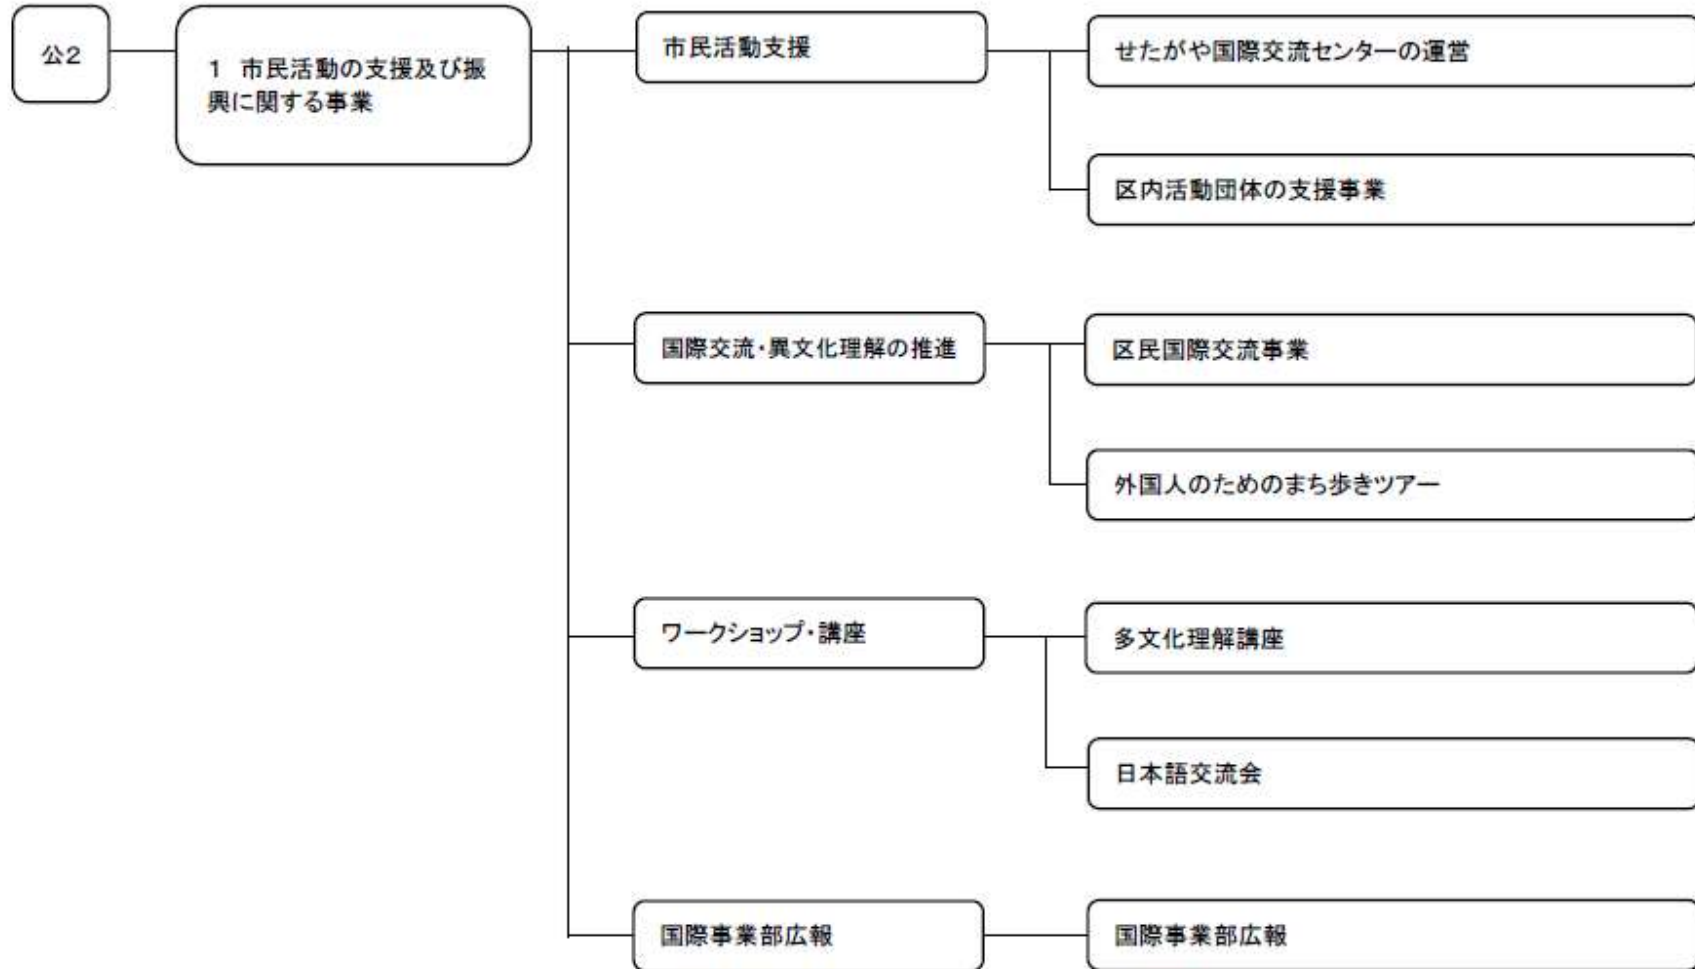 公2
1 市民活動の支援及び振
興に関する事業
市民活動支援
せたがや国際交流センターの運営
区内活動団体の支援事業
国際交流・異文化理解の推進
区民国際交流事業
外国人のためのまち歩きツアー
ワークショップ・講座
多文化理解講座
日本語交流会
国際事業部広報
国際事業部広報